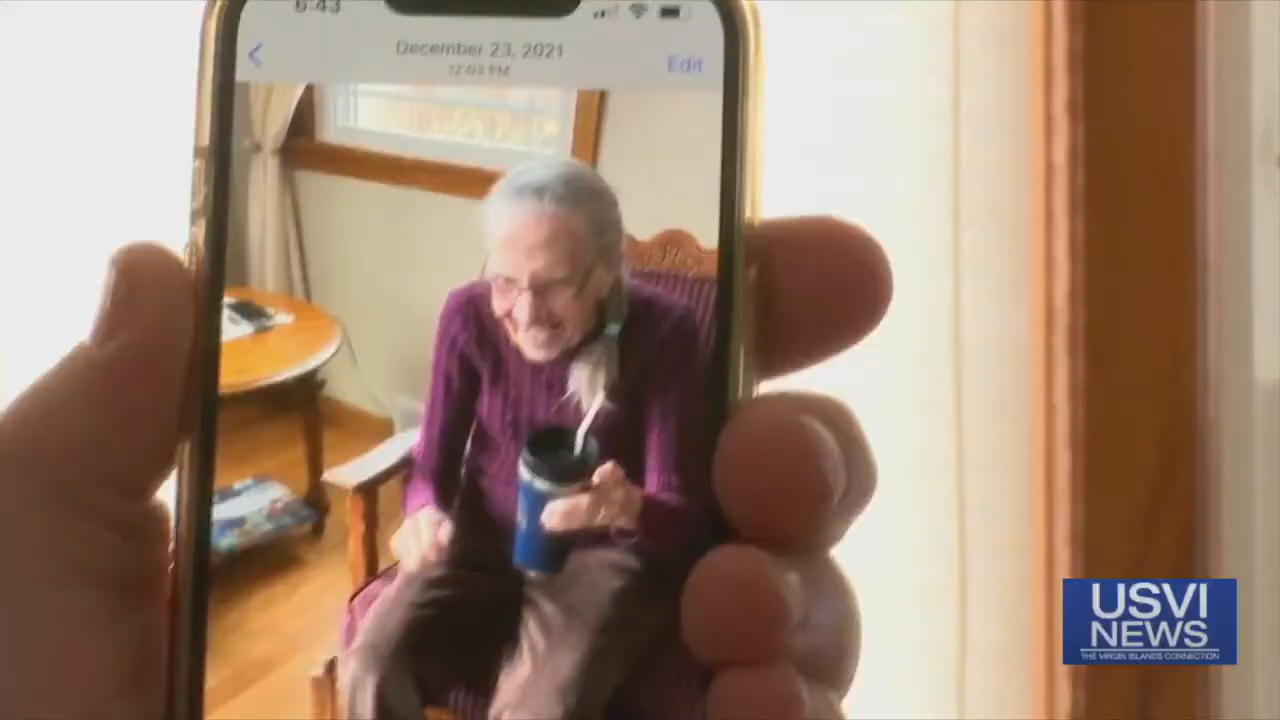 6:43
December 23, 2021
12:03 PM
Edit
USVI
NEWS
THE VIRGIN ISLANDS CONNECTION